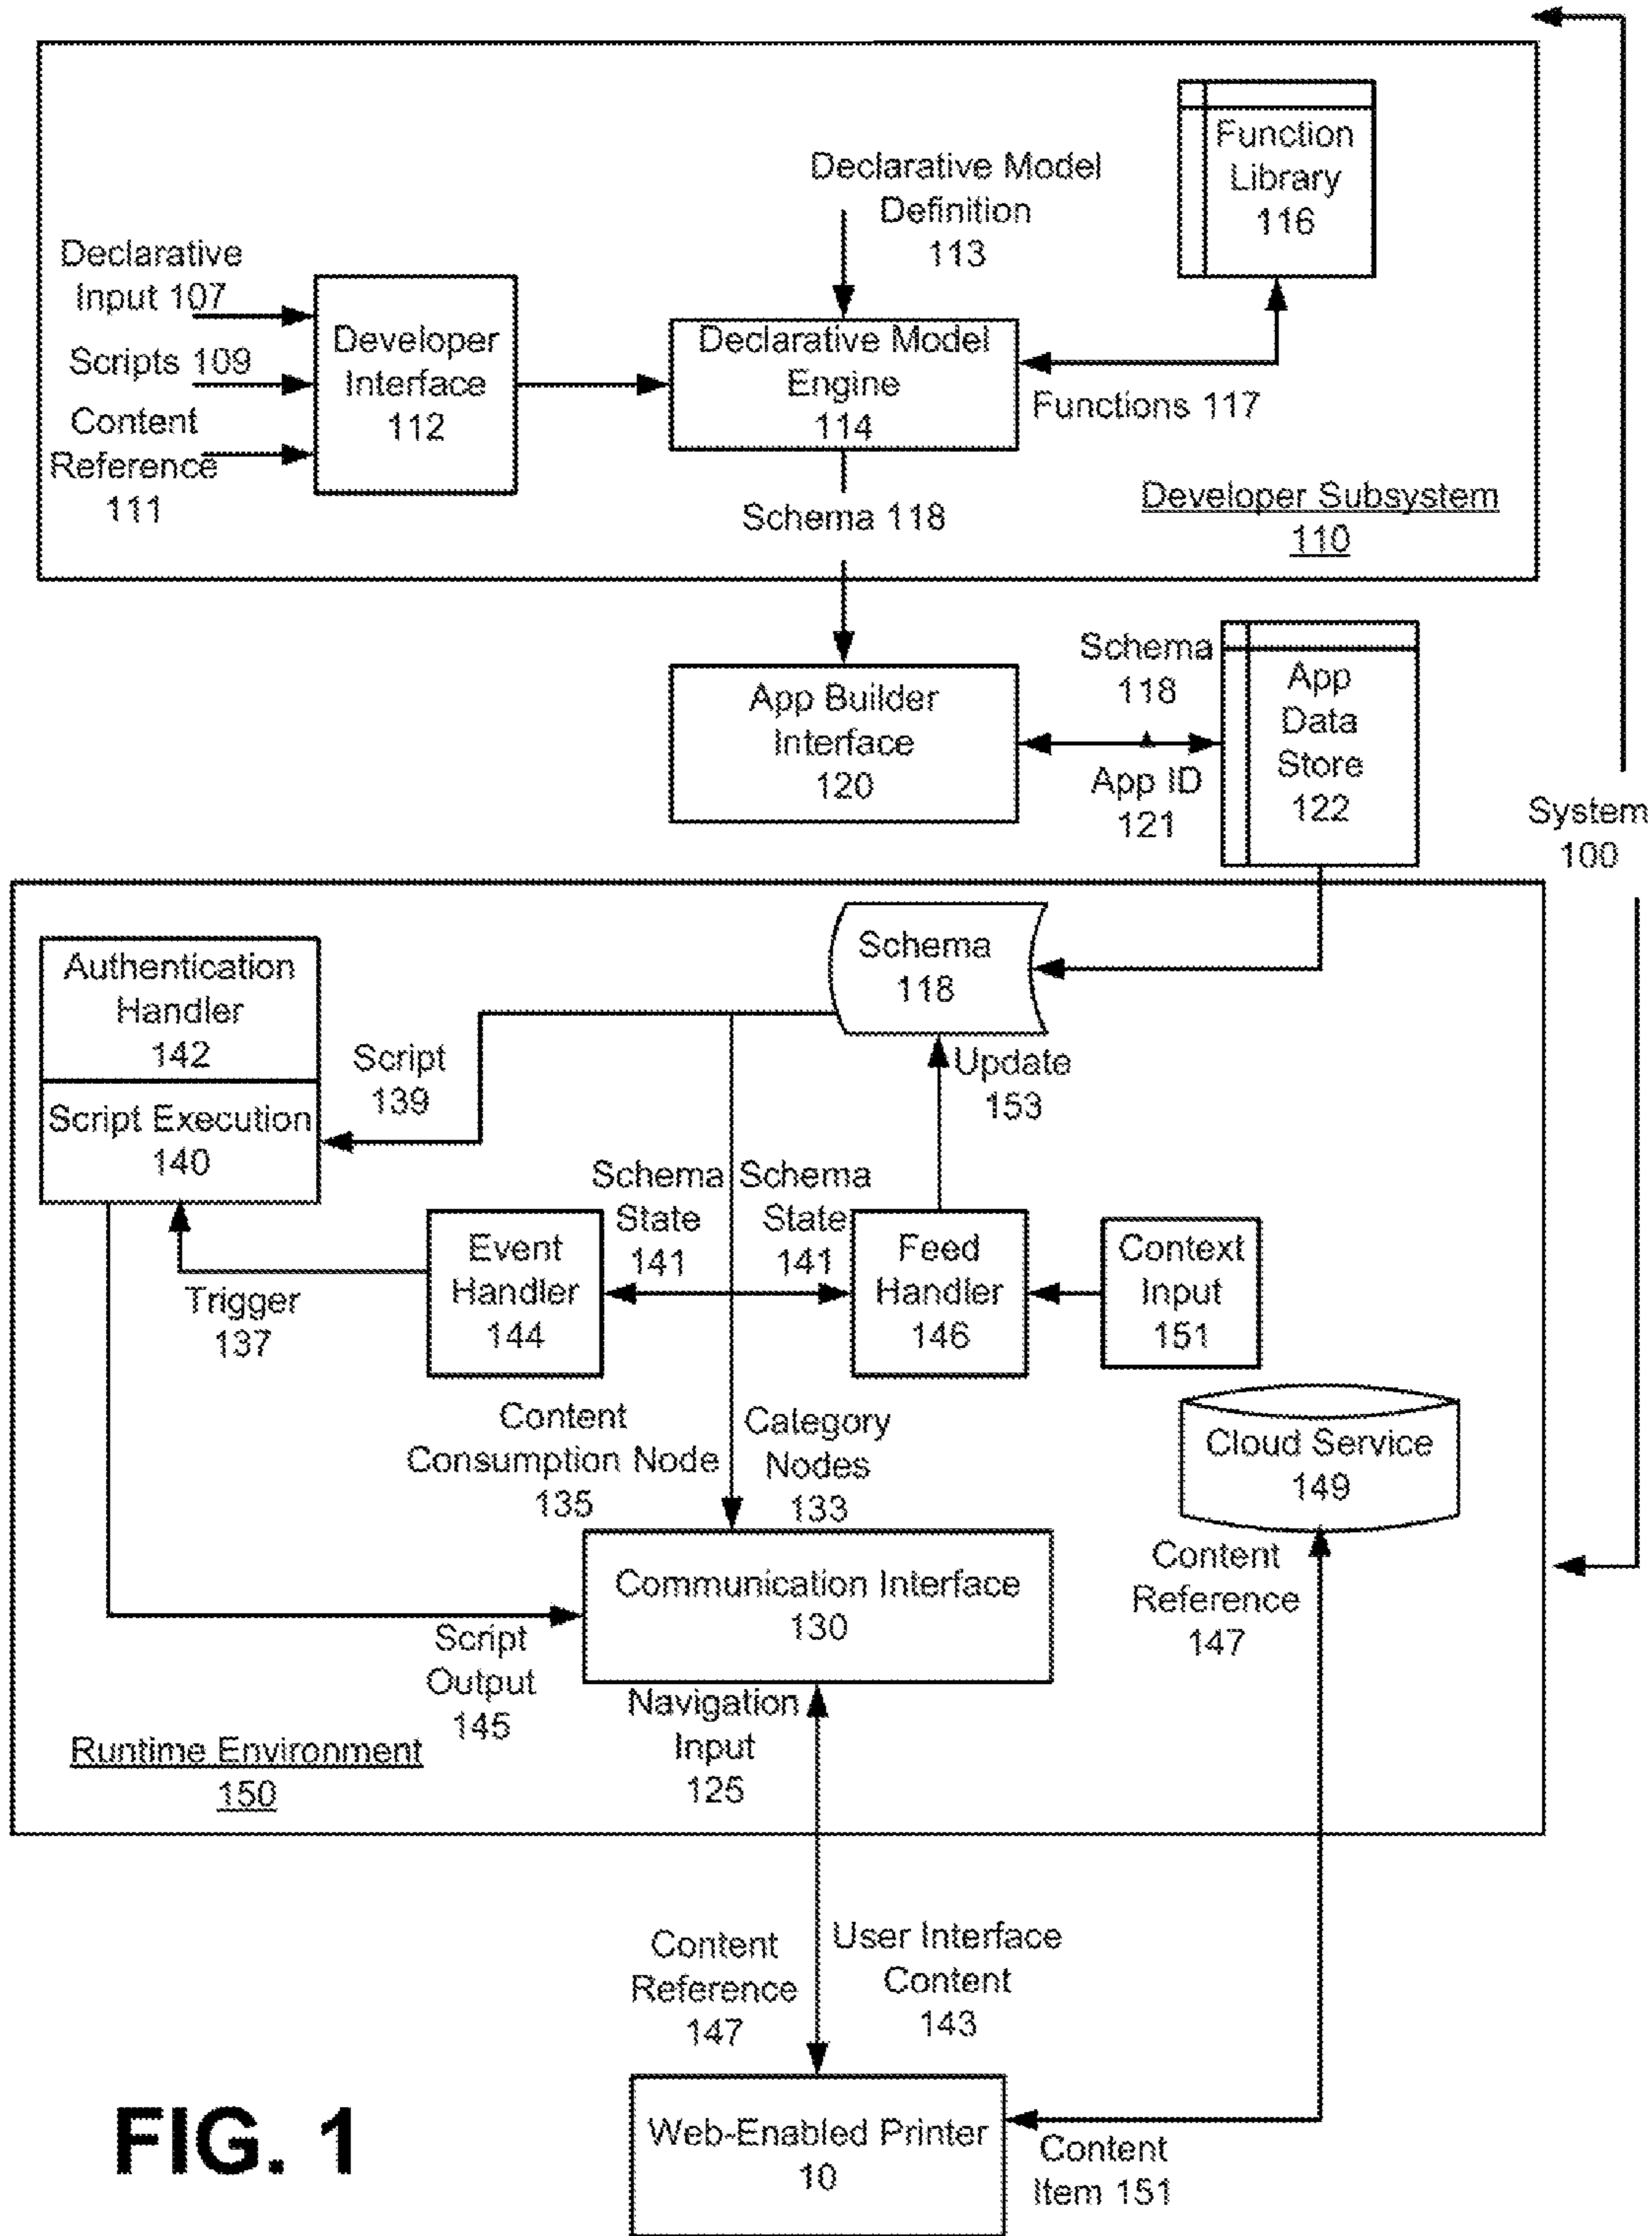 Function
Library
116
Declarative Model
Definition
113
Declarative
Input 107
Scripts 109
Content
Reference
111
Developer
Interface
112
Declarative Model
Engine
114
Functions 117
Schema 118
Developer Subsystem
110
App Builder
Interface
120
Schema
118
App ID
121
App
Data
Store
122
System
100
Authentication
Handler
142
Script Execution
140
Script
139
Schema
118
Update
153
Schema
State
141
Schema
State
141
Event
Handler
144
Feed
Handler
146
Context
Input
151
Trigger
137
Content
Consumption Node
135
Category
Nodes
133
Cloud Service
149
Communication Interface
130
Content
Reference
147
Script
Output
145
Navigation
Input
125
Runtime Environment
150
Content
Reference
147
User Interface
Content
143
Web-Enabled Printer
10
Content
Item 151
FIG. 1